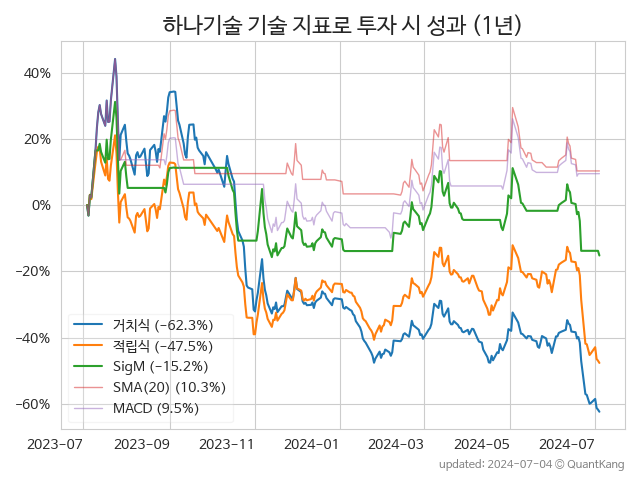 하나기술 기술 지표로 투자 시 성과 (1년)
40%
20%
0%
−20%
−40%
−60%
거치식 (−62.3%)
적립식 (−47.5%)
SigM (−15.2%)
SMA(20) (10.3%)
MACD (9.5%)
2023-07
2023-09
2023-11
2024-01
2024-03
2024-05
2024-07
updated: 2024-07-04 © QuantKang